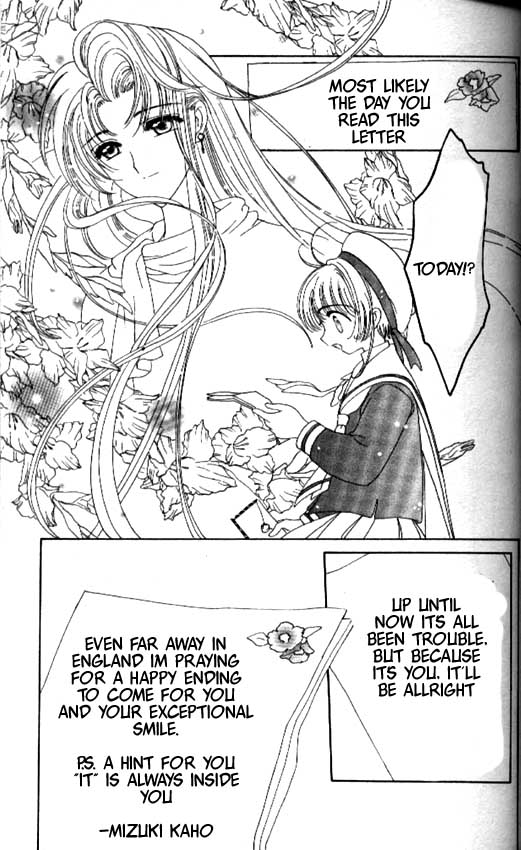 MOST LIKELY
THE DAY YOU
READ THIS
LETTER
TODAY!?
UP UNTIL
NOW ITS ALL
BEEN TROUBLE.
BUT BECAUSE
ITS YOU. IT'LL
BE ALLRIGHT
EVEN FAR AWAY IN
ENGLAND IM PRAYING
FOR A HAPPY ENDING
TO COME FOR YOU
AND YOUR EXCEPTIONAL
SMILE.
P.S. A HINT FOR YOU
"IT" IS ALWAYS INSIDE
YOU
-MIZUKI KAHO